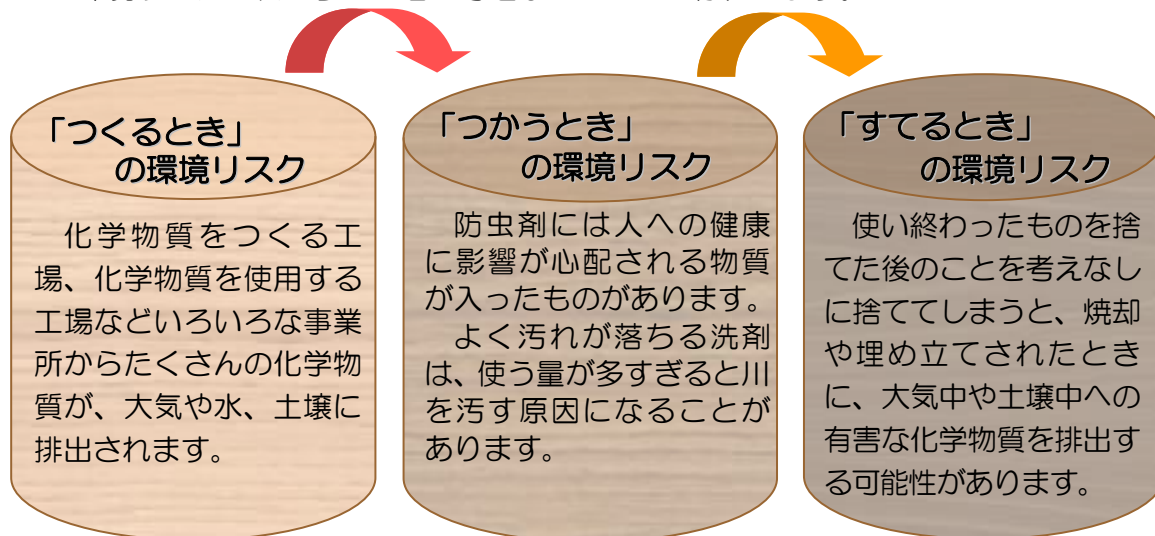 「つくるとき」
の環境リスク
化学物質をつくる工
場、化学物質を使用する
工場などいろいろな事業
所からたくさんの化学物
質が、大気や水、土壌に
排出されます。
「つかうとき」
の環境リスク
防虫剤には人への健康
に影響が心配される物質
が入ったものがあります。
よく汚れが落ちる洗剤
は、使う量が多すぎると川
を汚す原因になることが
あります。
「すてるとき」
の環境リスク
使い終わったものを捨
てた後のことを考えなし
に捨ててしまうと、焼却
や埋め立てされたときに
に、大気中や土壌中への
有害な化学物質を排出す
る可能性があります。